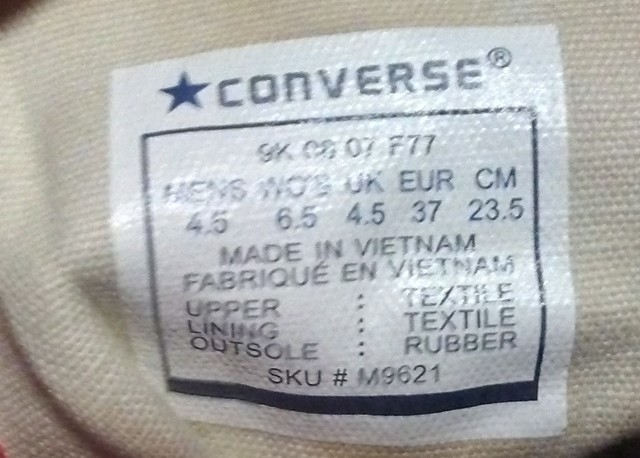 ★CONVERSE®
9K 08 07 F77
MENS WO'S UK EUR CM
4.5 6.5 4.5 37 23.5
MADE IN VIETNAM
FABRIQUÉ EN VIETNAM
UPPER : TEXTILE
LINING : TEXTILE
OUTSOLE : RUBBER
SKU # M9621